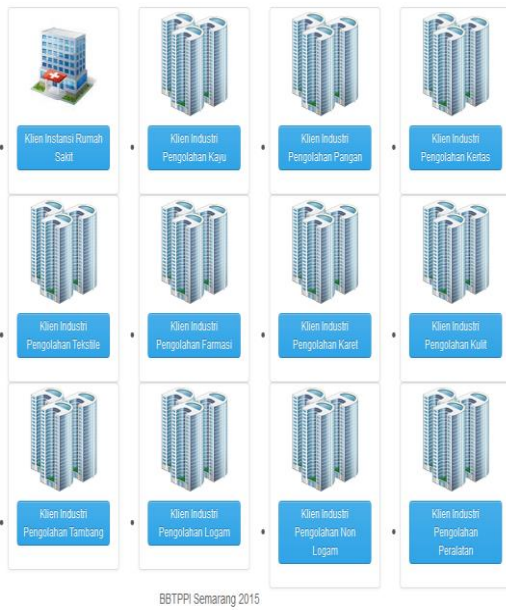 Klien Instansi Rumah
Sakit
Klien Industri
Pengolahan Kayu
Klien Industri
Pengolahan Pangan
Klien Industri
Pengolahan Kertas
Klien Industri
Pengolahan Tekstile
Klien Industri
Pengolahan Farmasi
Klien Industri
Pengolahan Karet
Klien Industri
Pengolahan Kulit
Klien Industri
Pengolahan Tambang
Klien Industri
Pengolahan Logam
Klien Industri
Pengolahan Non
Logam
Klien Industri
Pengolahan
Peralatan
BBTPPI Semarang 2015